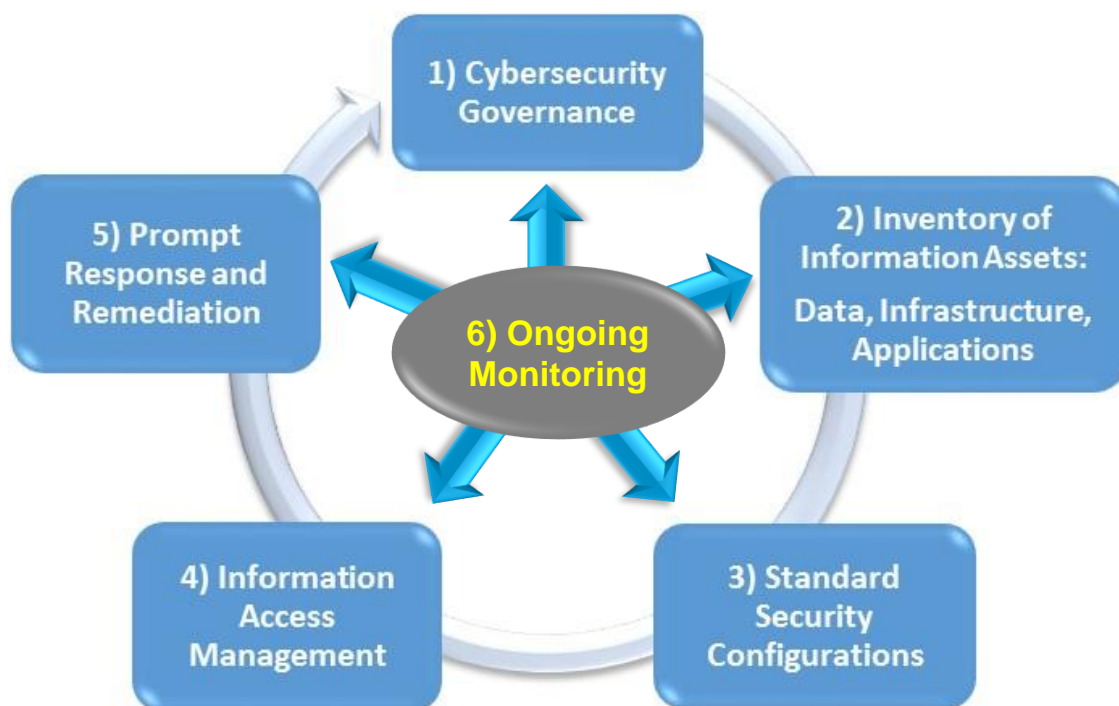 1) Cybersecurity
Governance
2) Inventory of
Information Assets:
Data, Infrastructure,
Applications
3) Standard
Security
Configurations
4) Information
Access
Management
5) Prompt
Response and
Remediation
6) Ongoing
Monitoring